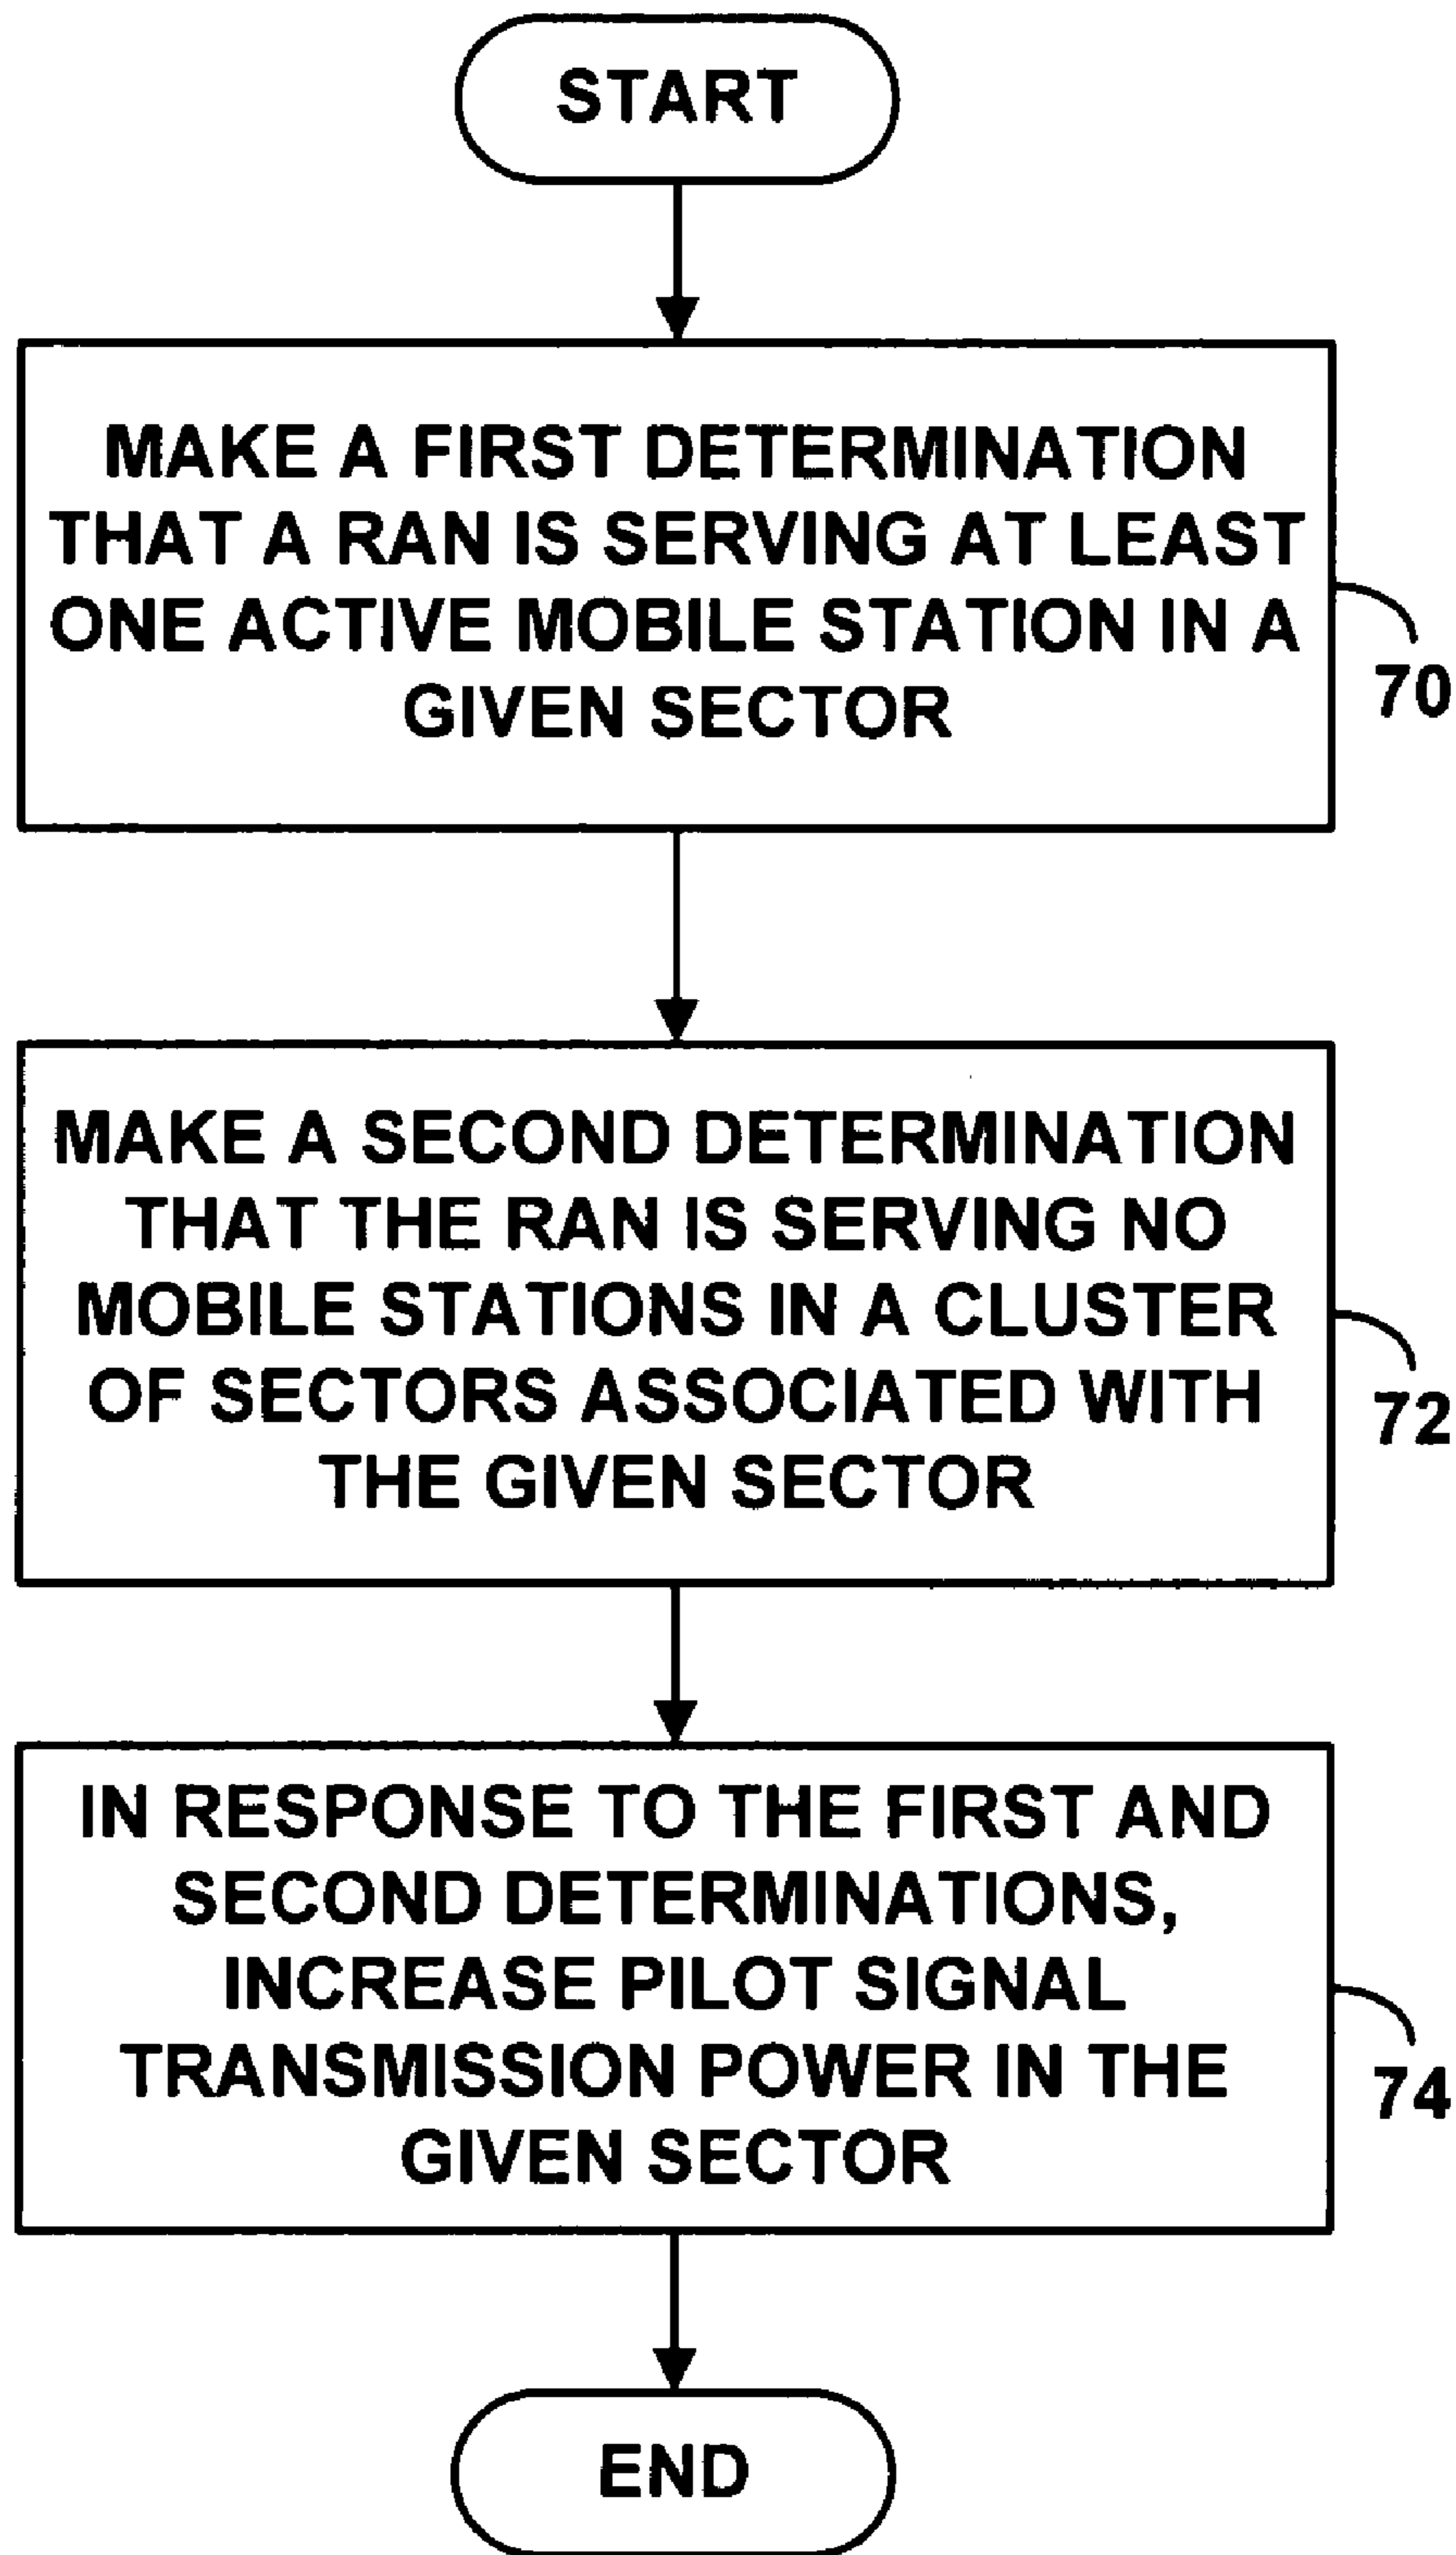 START
MAKE A FIRST DETERMINATION
THAT A RAN IS SERVING AT LEAST
ONE ACTIVE MOBILE STATION IN A
GIVEN SECTOR
70
MAKE A SECOND DETERMINATION
THAT THE RAN IS SERVING NO
MOBILE STATIONS IN A CLUSTER
OF SECTORS ASSOCIATED WITH
THE GIVEN SECTOR
72
IN RESPONSE TO THE FIRST AND
SECOND DETERMINATIONS,
INCREASE PILOT SIGNAL
TRANSMISSION POWER IN THE
GIVEN SECTOR
74
END